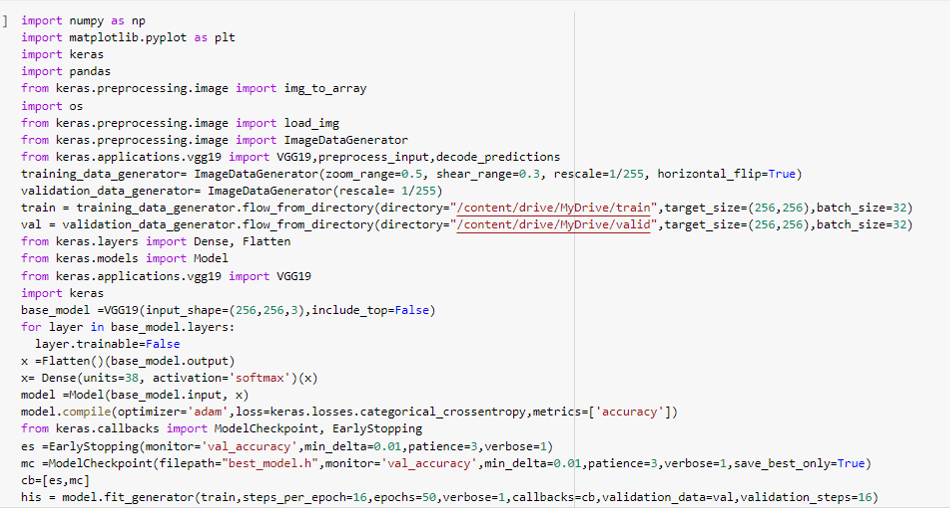 ] import numpy as np
import matplotlib.pyplot as plt
import keras
import pandas
from keras.preprocessing.image import img_to_array
import os
from keras.preprocessing.image import load_img
from keras.preprocessing.image import ImageDataGenerator
from keras.applications.vgg19 import VGG19,preprocess_input,decode_predictions
training_data_generator= ImageDataGenerator(zoom_range=0.5, shear_range=0.3, rescale=1/255, horizontal_flip=True)
validation_data_generator= ImageDataGenerator(rescale= 1/255)
train = training_data_generator.flow_from_directory(directory="/content/drive/MyDrive/train",target_size=(256,256),batch_size=32)
val = validation_data_generator.flow_from_directory(directory="/content/drive/MyDrive/valid",target_size=(256,256),batch_size=32)
from keras.layers import Dense, Flatten
from keras.models import Model
from keras.applications.vgg19 import VGG19
import keras
base_model =VGG19(input_shape=(256,256,3),include_top=False)
for layer in base_model.layers:
  layer.trainable=False
x =Flatten()(base_model.output)
x= Dense(units=38, activation='softmax')(x)
model =Model(base_model.input, x)
model.compile(optimizer='adam',loss=keras.losses.categorical_crossentropy,metrics=['accuracy'])
from keras.callbacks import ModelCheckpoint, EarlyStopping
es =EarlyStopping(monitor='val_accuracy',min_delta=0.01,patience=3,verbose=1)
mc =ModelCheckpoint(filepath="best_model.h",monitor='val_accuracy',min_delta=0.01,patience=3,verbose=1,save_best_only=True)
cb=[es,mc]
his = model.fit_generator(train,steps_per_epoch=16,epochs=50,verbose=1,callbacks=cb,validation_data=val,validation_steps=16)